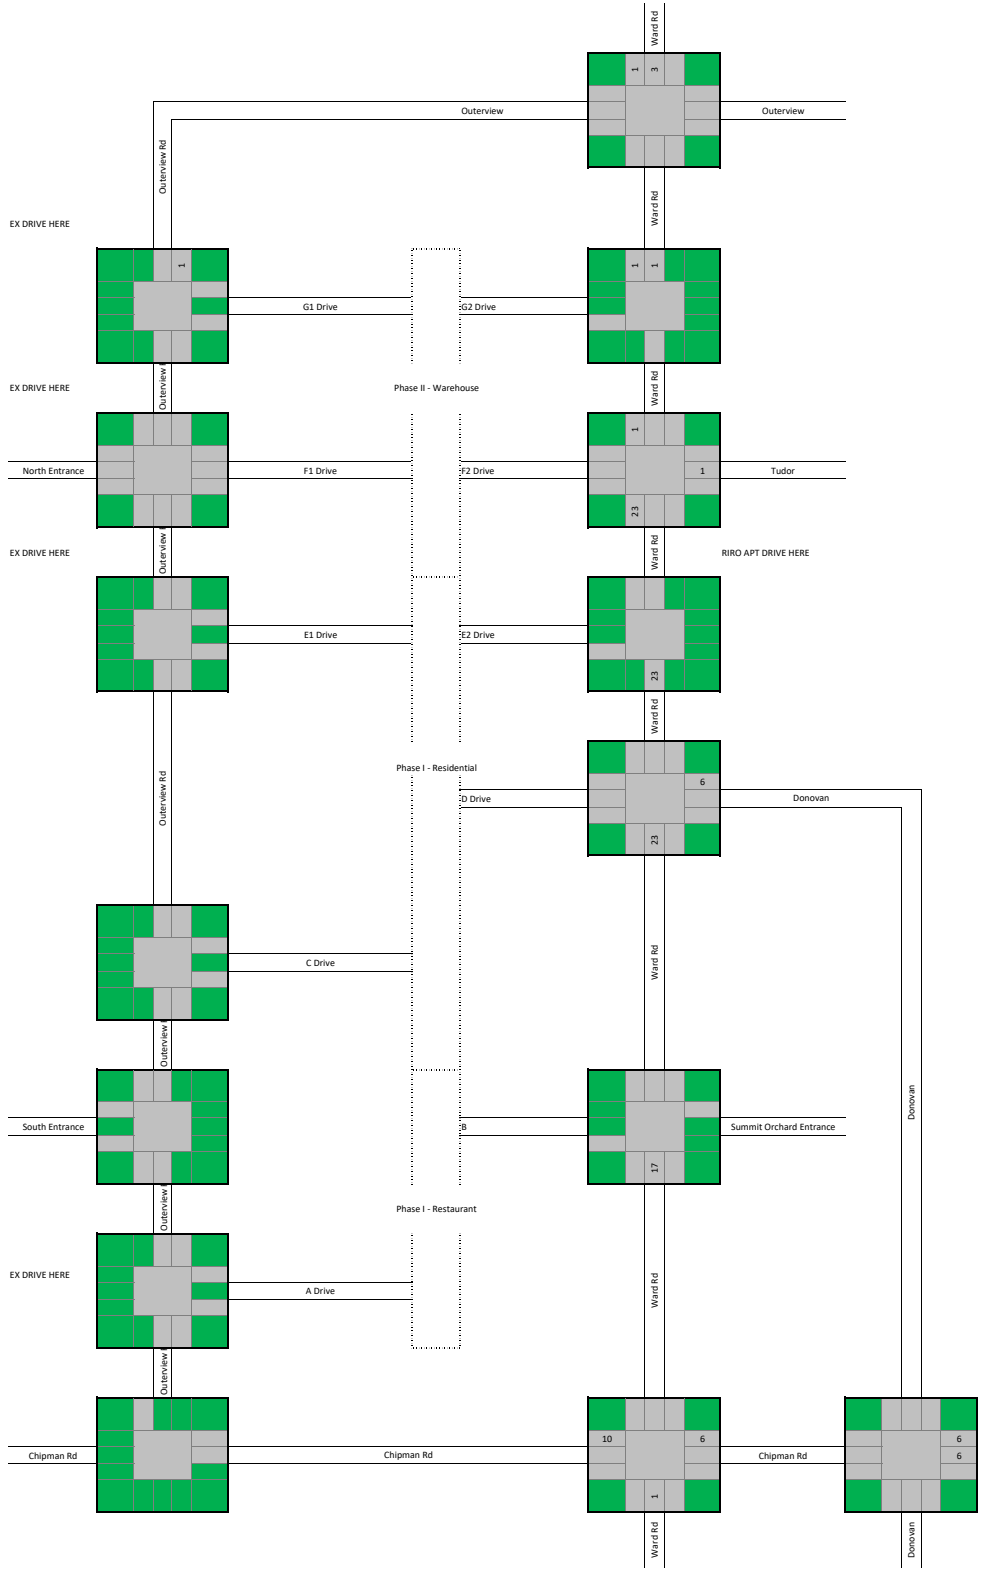 Ward Rd
1 3
Outerview Outerview
Outerview Rd
Ward Rd
EX DRIVE HERE
1 1 1
G1 Drive G2 Drive
Outerview Ward Rd
EX DRIVE HERE Phase II - Warehouse
1
North Entrance F1 Drive F2 Drive 1 Tudor
23
Outerview Ward Rd
EX DRIVE HERE RIRO APT DRIVE HERE
E1 Drive E2 Drive
23
Ward Rd
Phase I - Residential
6
Outerview Rd D Drive Donovan
23
Ward Rd
C Drive
Outerview
Donovan
South Entrance B Summit Orchard Entrance
17
Outerview
Phase I - Restaurant
EX DRIVE HERE Ward Rd
A Drive
Outerview
10 6 6
Chipman Rd Chipman Rd Chipman Rd 6
1
Ward Rd Donovan